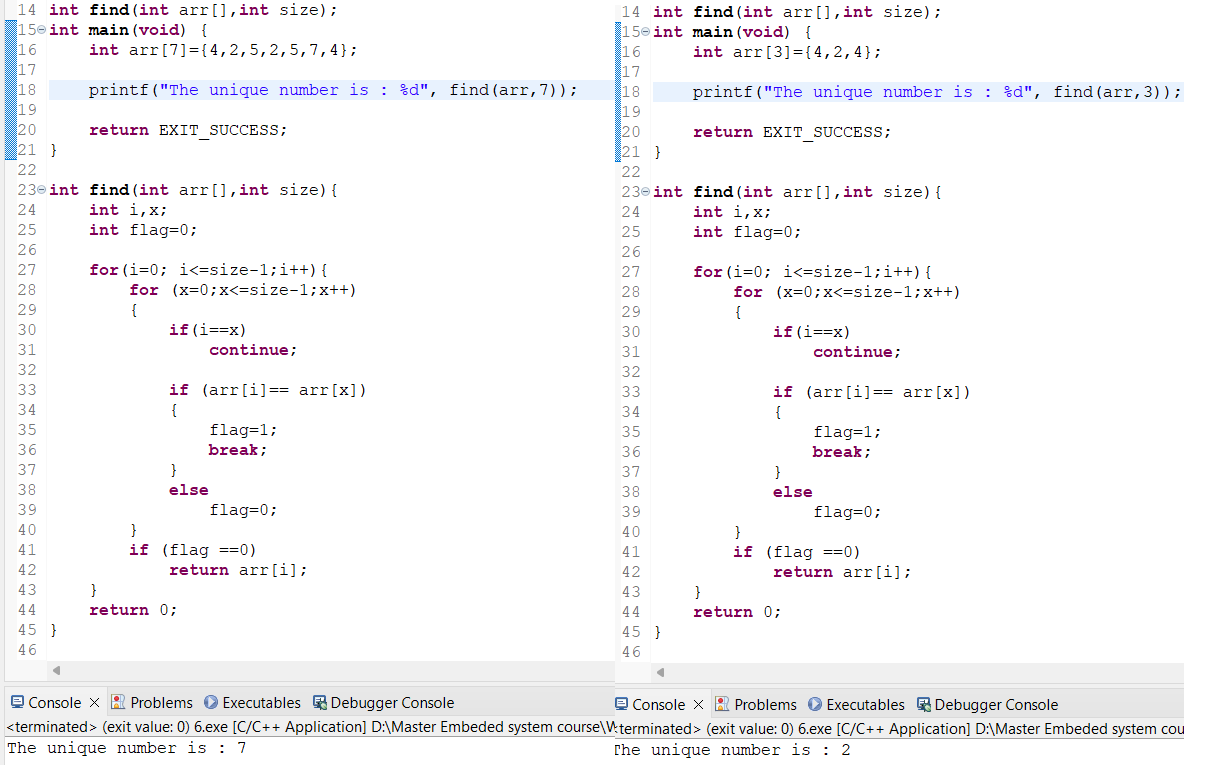 14 int find(int arr[],int size);
15 int main(void) {
16     int arr[7]={4,2,5,2,5,7,4};
17
18     printf("The unique number is : %d", find(arr,7));
19
20     return EXIT_SUCCESS;
21 }
22
23 int find(int arr[],int size){
24     int i,x;
25     int flag=0;
26
27     for(i=0; i<=size-1;i++){
28         for (x=0;x<=size-1;x++)
29         {
30             if(i==x)
31                 continue;
32
33             if (arr[i]== arr[x])
34             {
35                 flag=1;
36                 break;
37             }
38             else
39                 flag=0;
40         }
41         if (flag ==0)
42             return arr[i];
43     }
44     return 0;
45 }
46
Console Problems Executables Debugger Console
<terminated> (exit value: 0) 6.exe [C/C++ Application] D:\Master Embeded system course\W
The unique number is : 7
14 int find(int arr[],int size);
15 int main(void) {
16     int arr[3]={4,2,4};
17
18     printf("The unique number is : %d", find(arr,3));
19
20     return EXIT_SUCCESS;
21 }
22
23 int find(int arr[],int size){
24     int i,x;
25     int flag=0;
26
27     for(i=0; i<=size-1;i++){
28         for (x=0;x<=size-1;x++)
29         {
30             if(i==x)
31                 continue;
32
33             if (arr[i]== arr[x])
34             {
35                 flag=1;
36                 break;
37             }
38             else
39                 flag=0;
40         }
41         if (flag ==0)
42             return arr[i];
43     }
44     return 0;
45 }
46
Console Problems Executables Debugger Console
<terminated> (exit value: 0) 6.exe [C/C++ Application] D:\Master Embeded system cou
The unique number is : 2